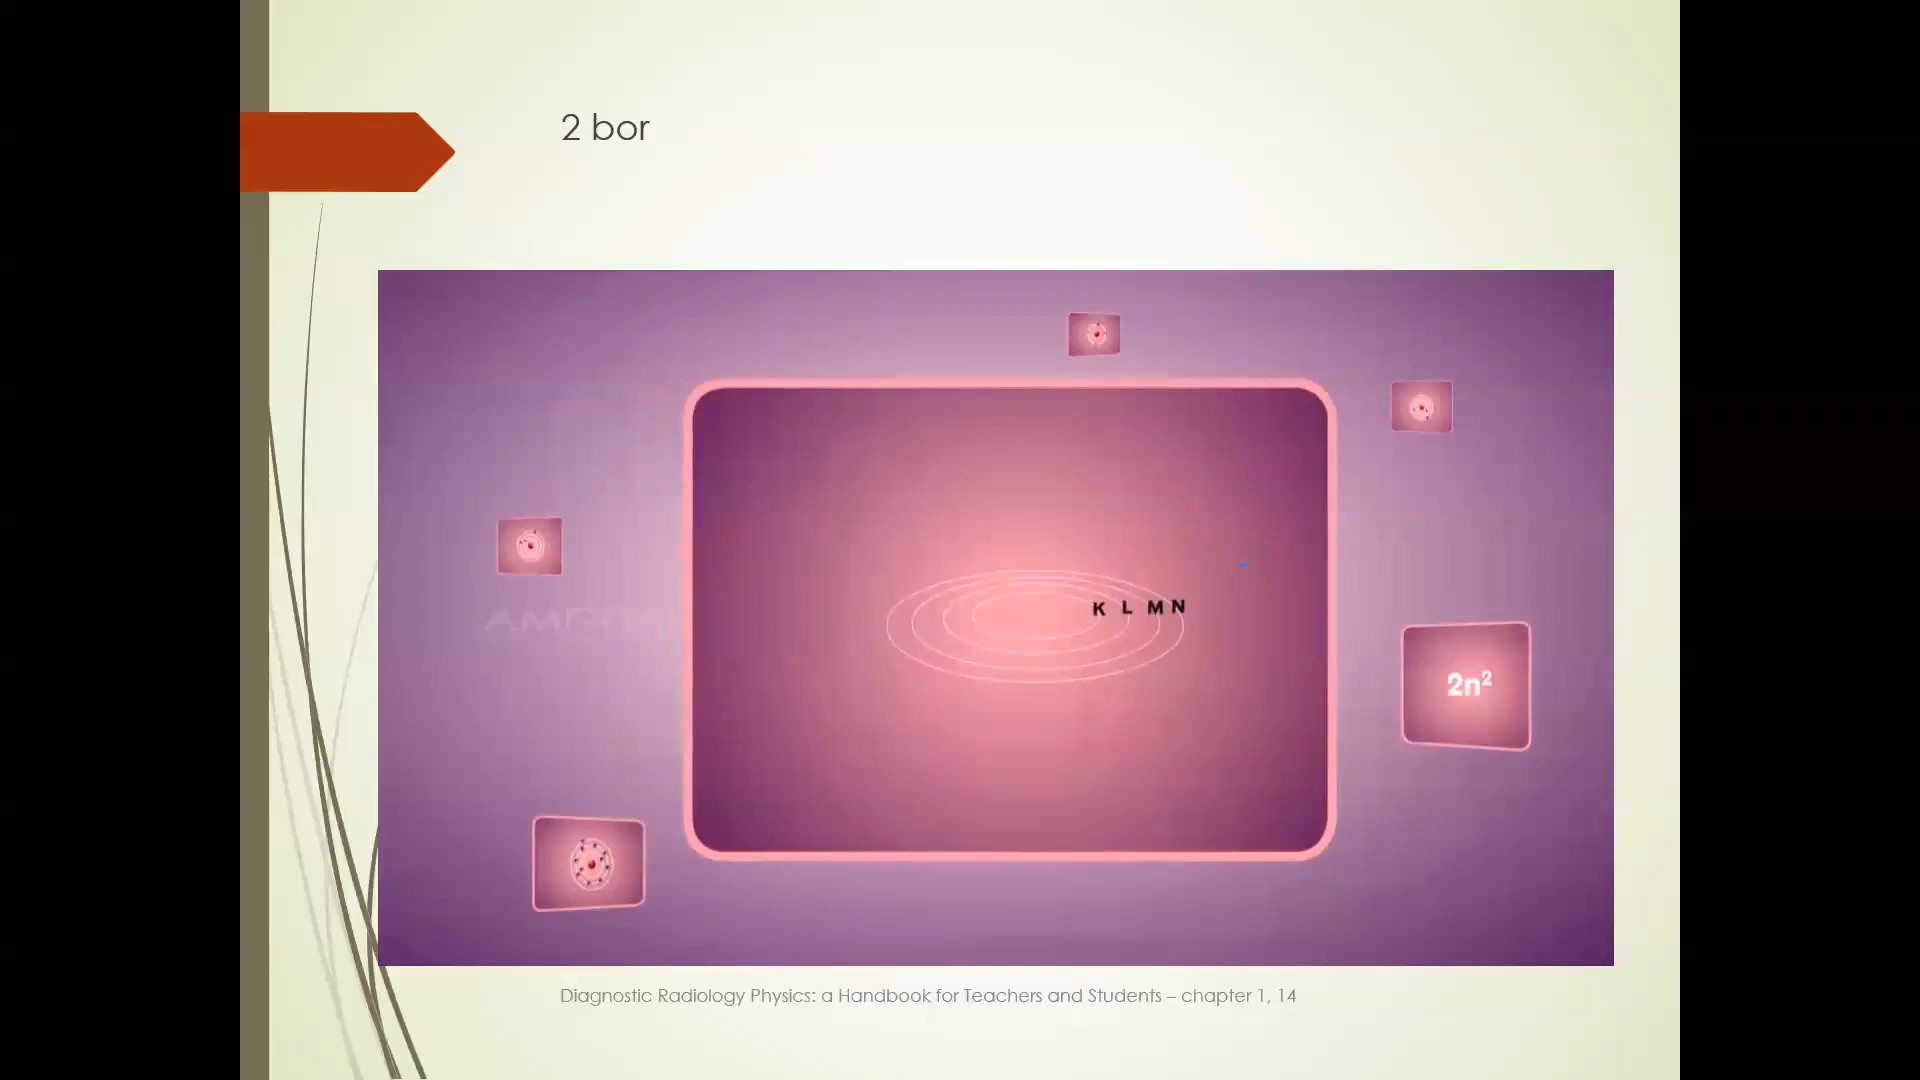 2 bor
K L M N
2n²
Diagnostic Radiology Physics: a Handbook for Teachers and Students – chapter 1, 14